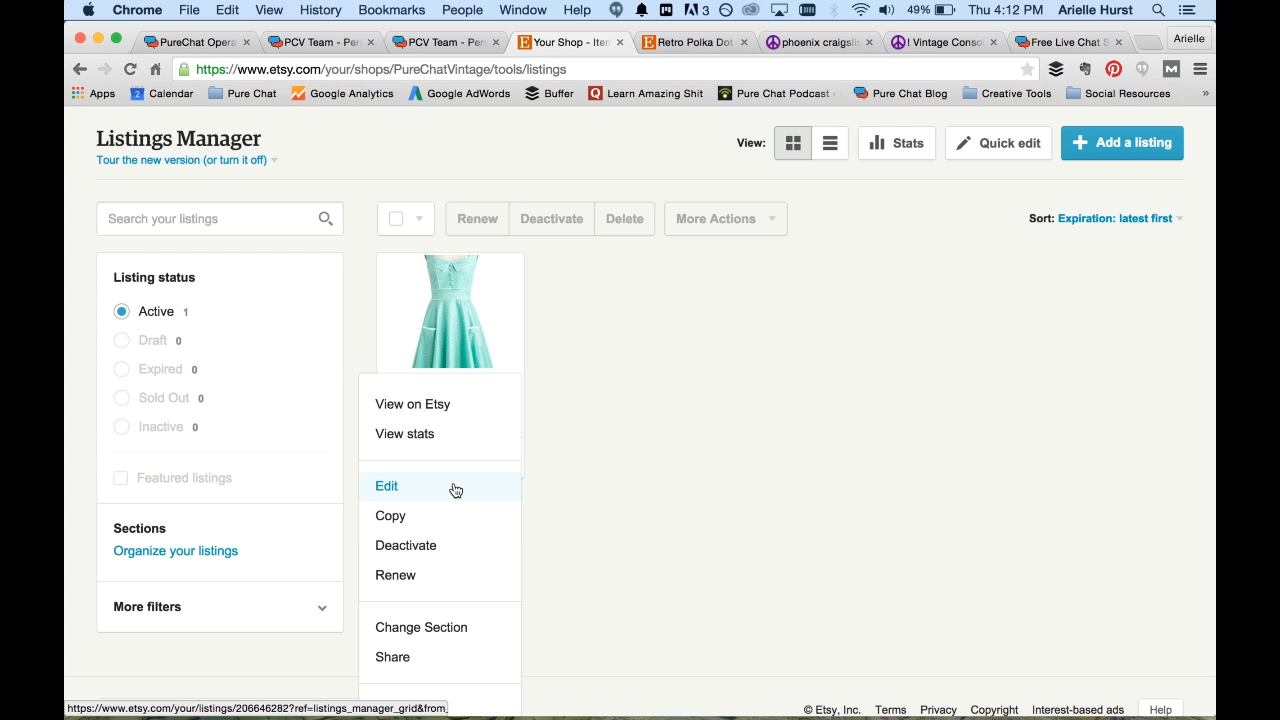 Chrome File Edit View History Bookmarks People Window Help 3 49% Thu 4:12 PM Arielle Hurst
PureChat Opera × PCV Team - Per × PCV Team - Per × Your Shop - Iten × Retro Polka Dot × phoenix craigslis × ! Vintage Conso × Free Live Chat S × Arielle
https://www.etsy.com/your/shops/PureChatVintage/tools/listings
Apps 2 Calendar Pure Chat Google Analytics Google AdWords Buffer Q Learn Amazing Shit Pure Chat Podcast Pure Chat Blog Creative Tools Social Resources »
Listings Manager
Tour the new version (or turn it off)
View: Stats Quick edit + Add a listing
Search your listings
Renew Deactivate Delete More Actions
Sort: Expiration: latest first
Listing status
Active 1
Draft 0
Expired 0
Sold Out 0
Inactive 0
Featured listings
Sections
Organize your listings
More filters
View on Etsy
View stats
Edit
Copy
Deactivate
Renew
Change Section
Share
https://www.etsy.com/your/listings/206646282?ref=listings_manager_grid&from_
© Etsy, Inc. Terms Privacy Copyright Interest-based ads Help